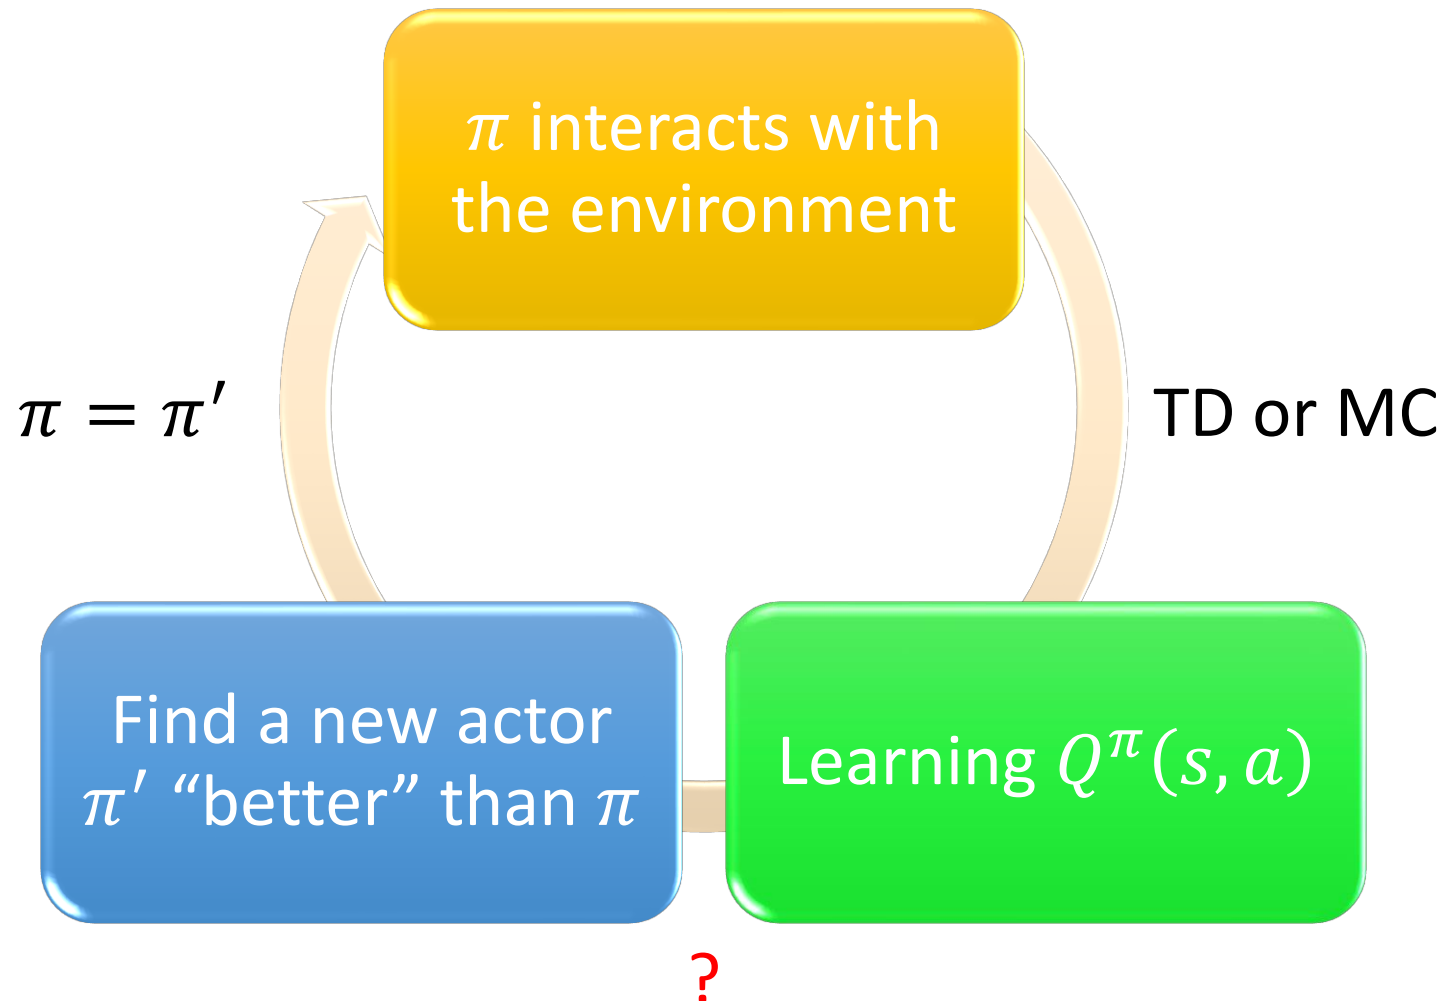 π interacts with
the environment
π = π′
TD or MC
Find a new actor
π′ “better” than π
Learning Q^π(s, a)
?